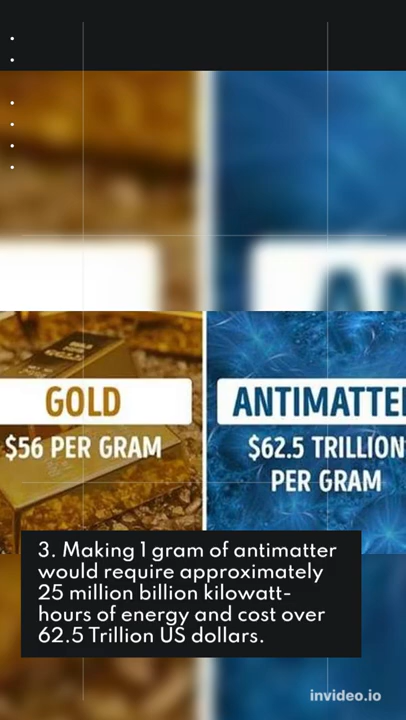 GOLD
$56 PER GRAM
ANTIMATTE
$62.5 TRILLION
PER GRAM
3. Making 1 gram of antimatter
would require approximately
25 million billion kilowatt-
hours of energy and cost over
62.5 Trillion US dollars.
invideo.io